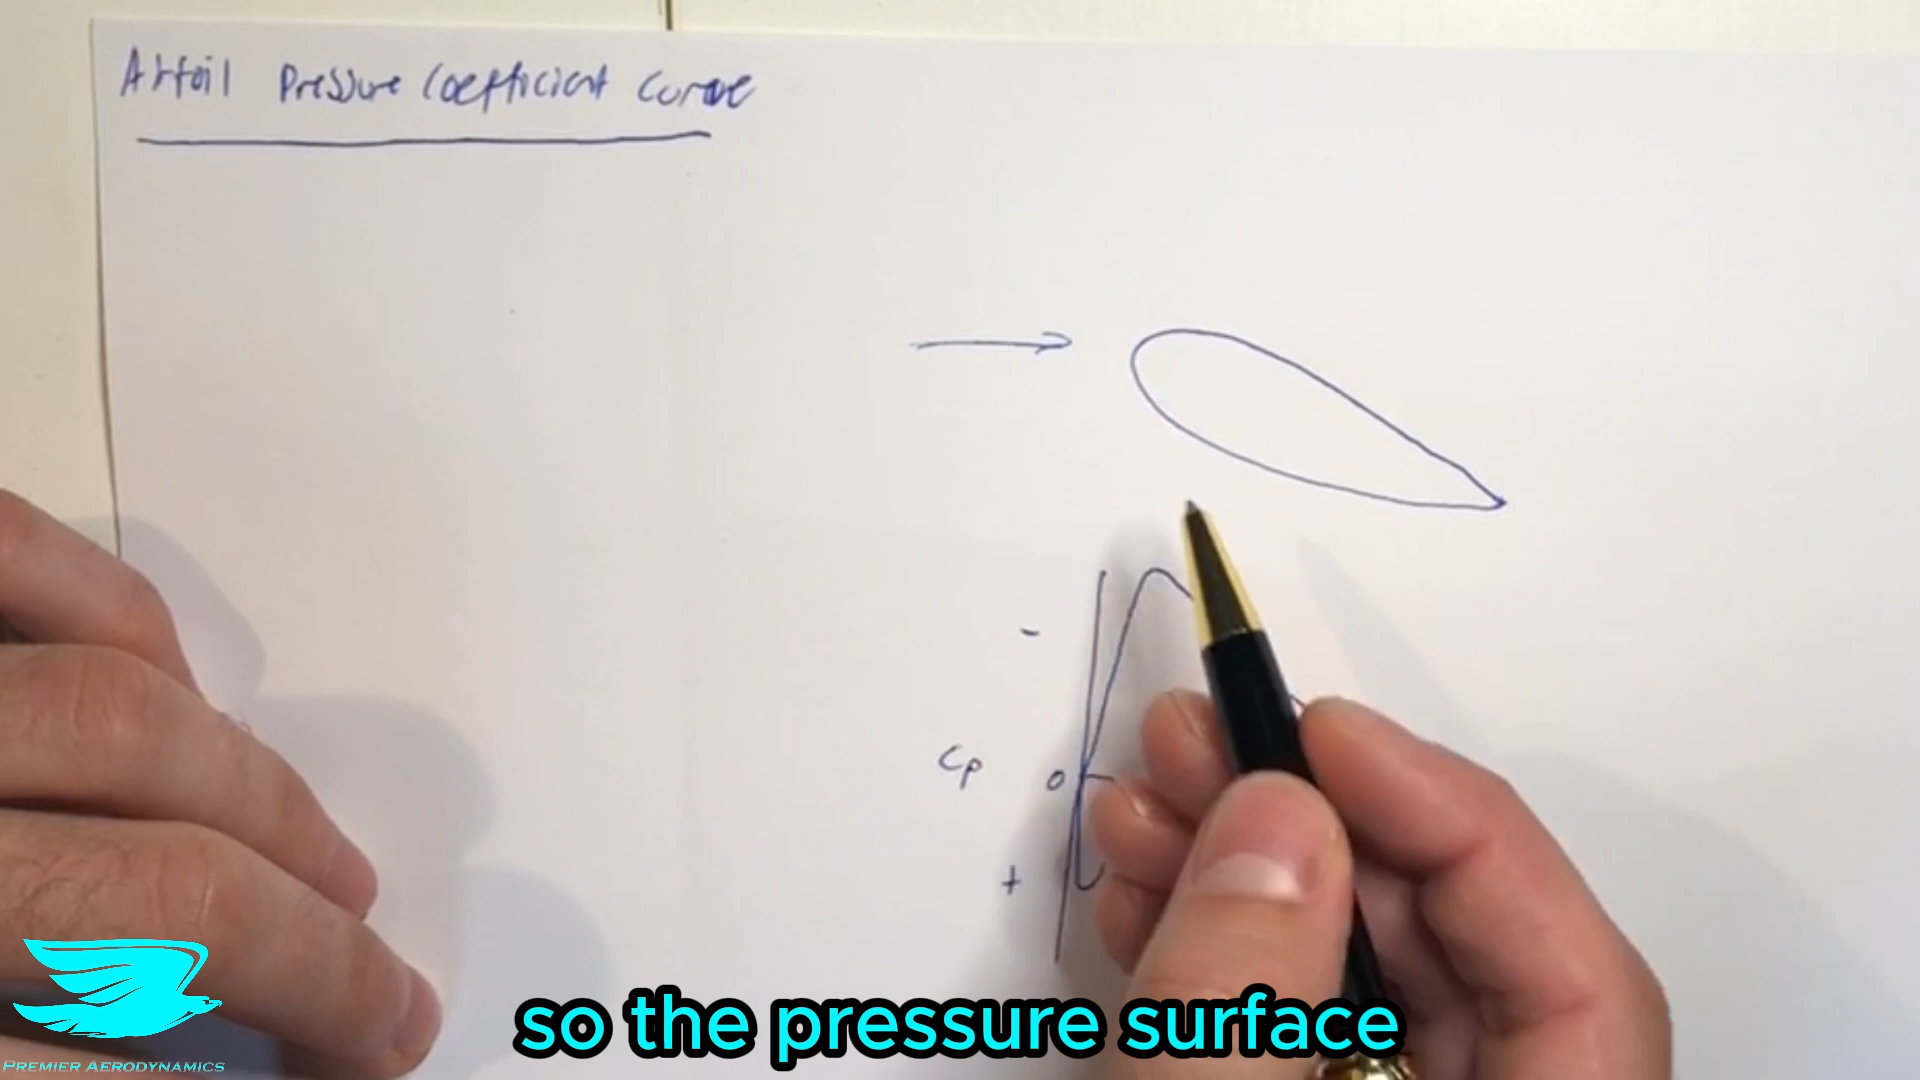 Airfoil Pressure Coefficient Curve
-
Cp 0
+
so the pressure surface
PREMIER AERODYNAMICS